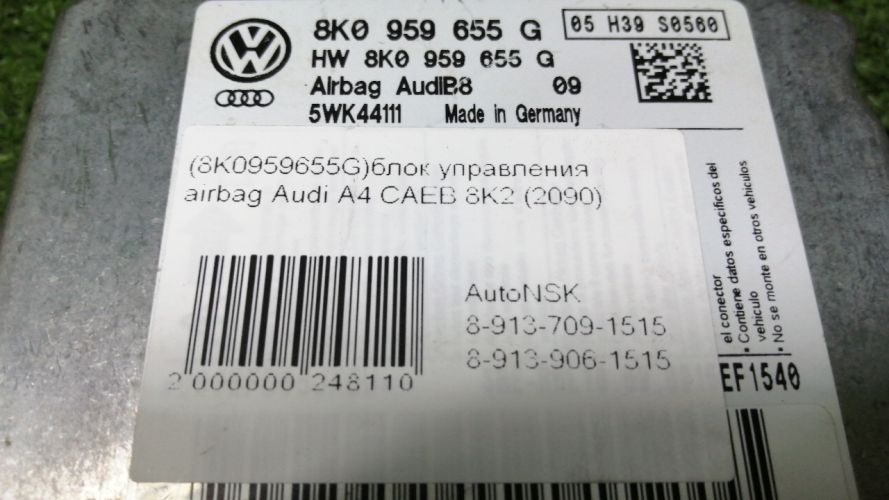 8K0 959 655 G
05 H39 S0560
HW 8K0 959 655 G
Airbag AudiB8 09
5WK44111 Made in Germany
(8K0959655G)блок управления
airbag Audi A4 CAEB 8K2 (2090)
AutoNSK
8-913-709-1515
8-913-906-1515
2 000000 248110
el conector
• Contiene datos específicos del
vehículo
• No se monte en otros vehículos
EF1540